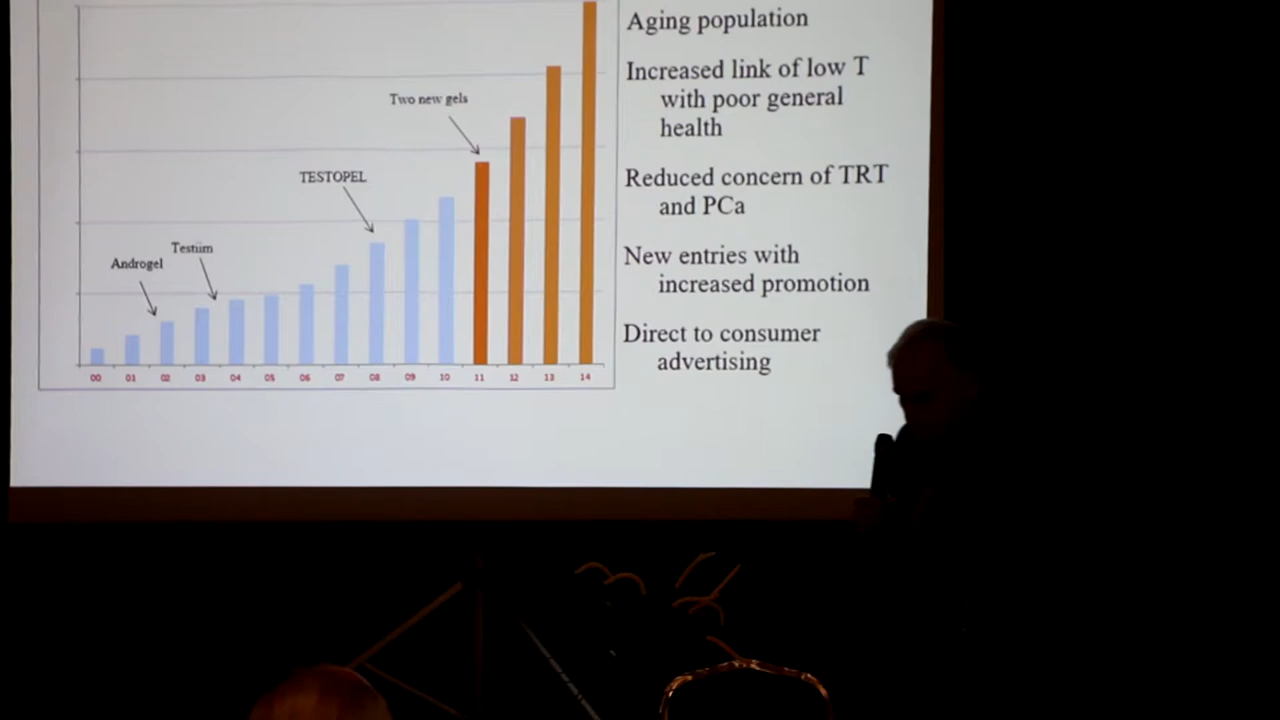 Aging population
Increased link of low T
with poor general
health
Reduced concern of TRT
and PCa
New entries with
increased promotion
Direct to consumer
advertising
Two new gels
TESTOPEL
Testim
Androgel
00 01 02 03 04 05 06 07 08 09 10 11 12 13 14